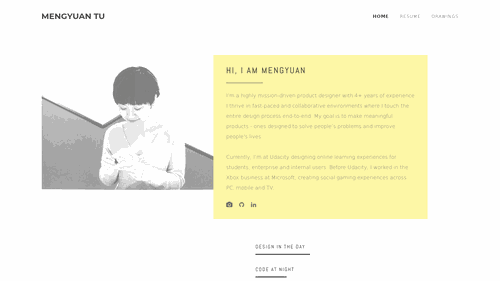 MENGYUAN TU
HOME RESUME DRAWINGS
HI, I AM MENGYUAN
I'm a highly mission-driven product designer with 4+ years of experience.
I thrive in fast-paced and collaborative environments where I touch the
entire design process end to end. My goal is to make meaningful
products - ones designed to solve people's problems and improve
people's lives.
Currently, I'm at Udacity designing online learning experiences for
students, enterprise and internal users. Before Udacity, I worked in the
Xbox business at Microsoft, creating social gaming experiences across
PC, mobile and TV.
DESIGN IN THE DAY
CODE AT NIGHT